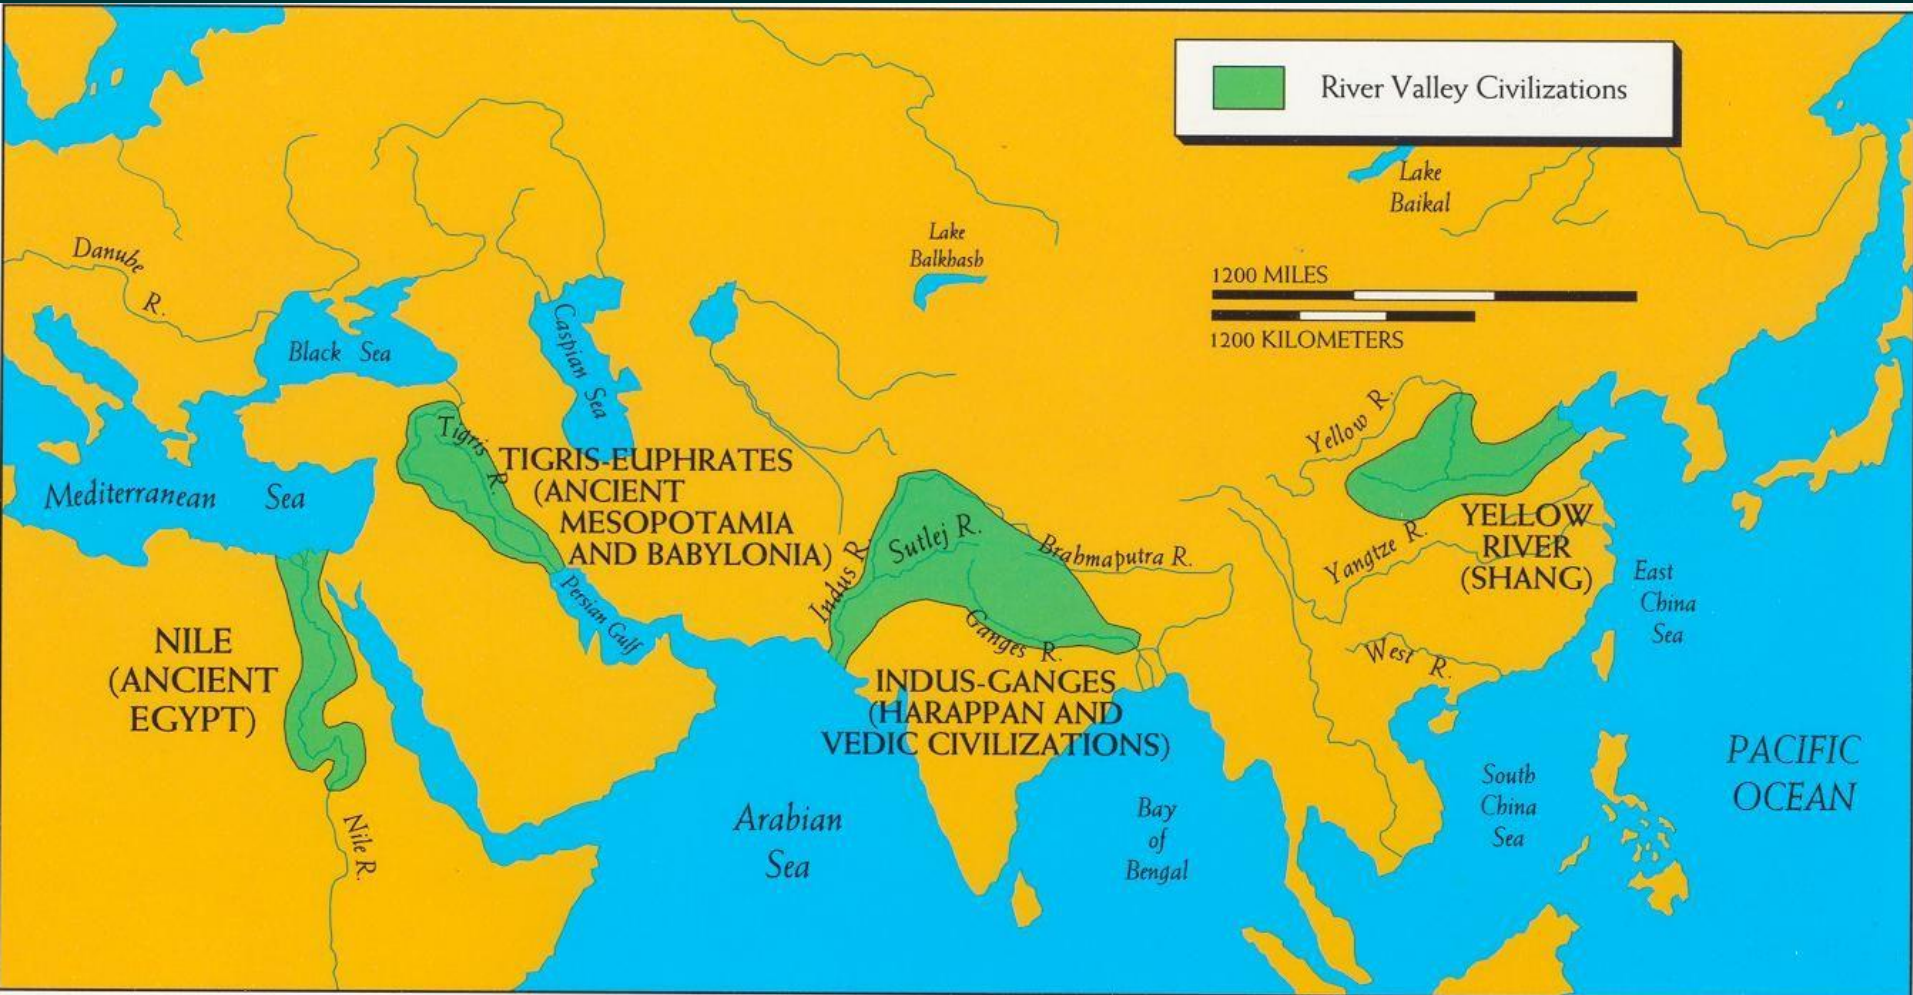 River Valley Civilizations
Lake
Baikal
Lake
Balkhash
1200 MILES
1200 KILOMETERS
Danube
R.
Black Sea
Caspian Sea
Yellow R.
Tigris R.
TIGRIS-EUPHRATES
(ANCIENT
MESOPOTAMIA
AND BABYLONIA)
Mediterranean Sea
Sutlej R.
Indus R.
Brahmaputra R.
Yangtze R.
YELLOW
RIVER
(SHANG)
East
China
Sea
Persian Gulf
NILE
(ANCIENT
EGYPT)
Ganges R.
West R.
INDUS-GANGES
(HARAPPAN AND
VEDIC CIVILIZATIONS)
Nile R.
Arabian
Sea
Bay
of
Bengal
South
China
Sea
PACIFIC
OCEAN